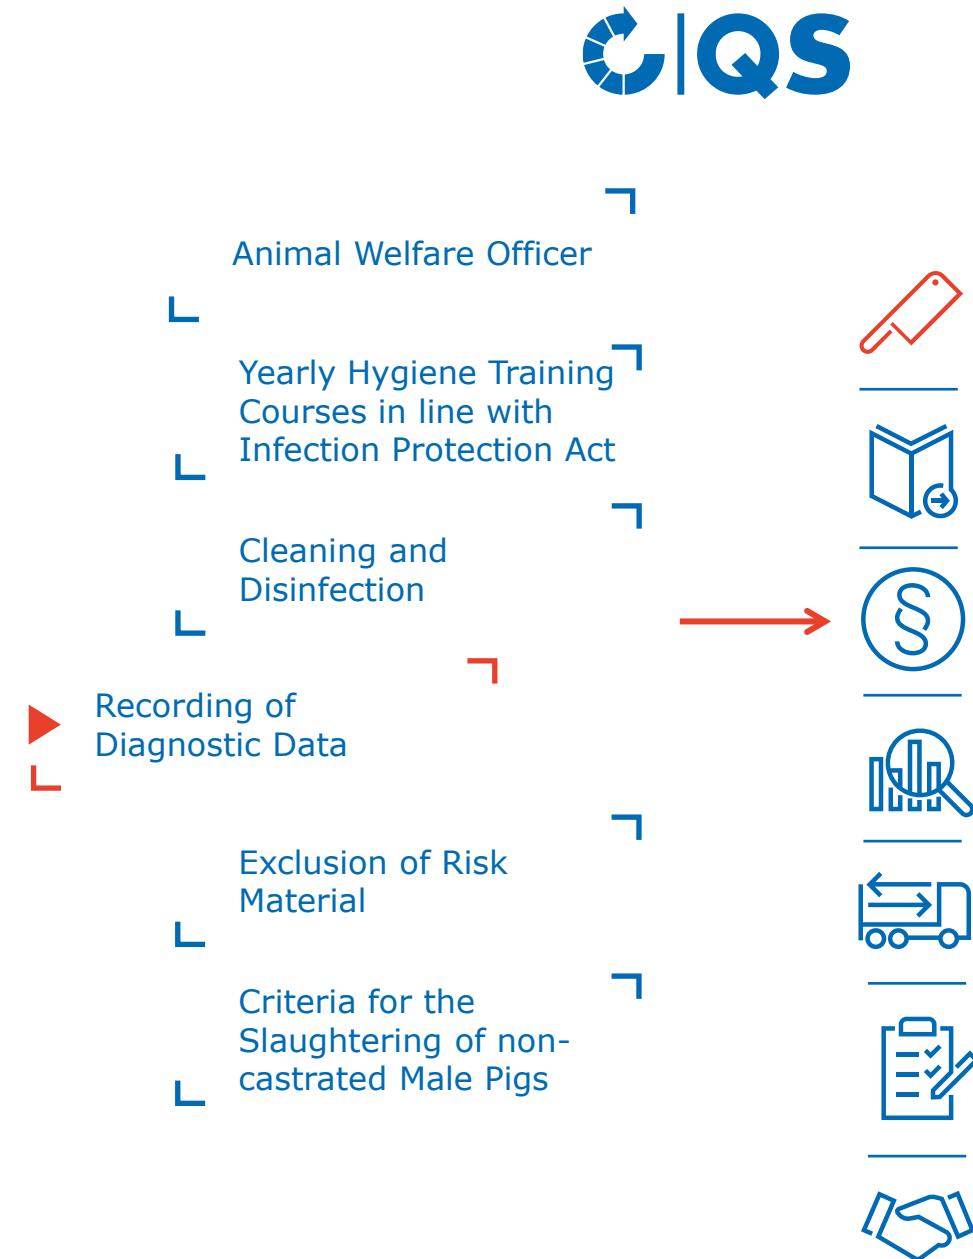 QS
Animal Welfare Officer
Yearly Hygiene Training
Courses in line with
Infection Protection Act
Cleaning and
Disinfection
§
Recording of
Diagnostic Data
Exclusion of Risk
Material
Criteria for the
Slaughtering of non-
castrated Male Pigs